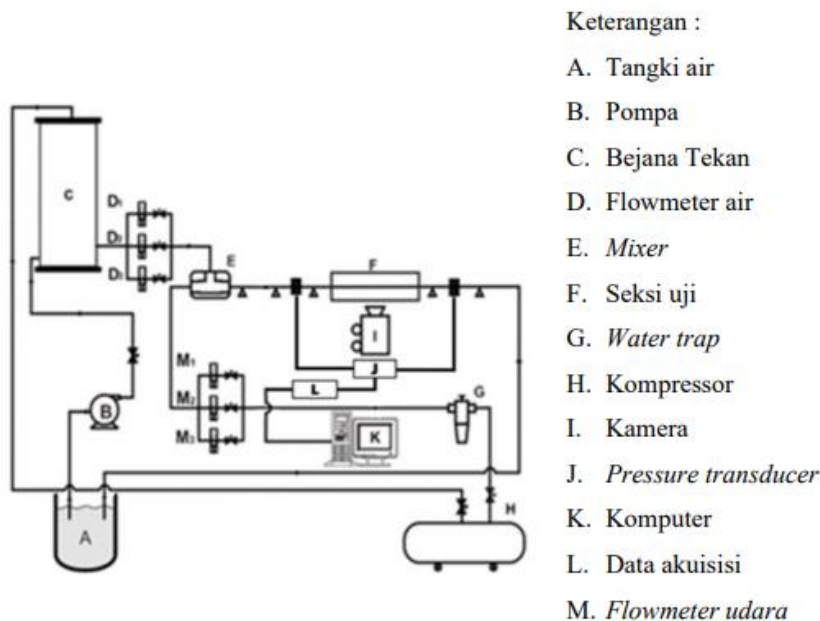 Keterangan :
A. Tangki air
B. Pompa
C. Bejana Tekan
D. Flowmeter air
E. Mixer
F. Seksi uji
G. Water trap
H. Kompressor
I. Kamera
J. Pressure transducer
K. Komputer
L. Data akuisisi
M. Flowmeter udara
C
D₁
D₂
D₃
E
F
I
J
L
M₁
M₂
M₃
G
K
B
H
A